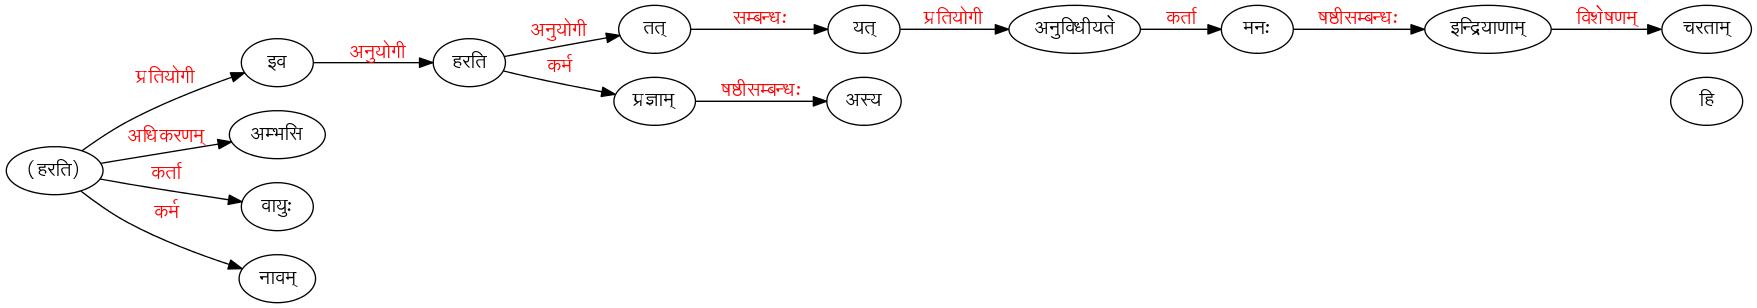 (हरति)
प्रतियोगी
इव
अनुयोगी
हरति
अनुयोगी
तत्
सम्बन्धः
यत्
प्रतियोगी
अनुविधीयते
कर्ता
मनः
षष्ठीसम्बन्धः
इन्द्रियाणाम्
विशेषणम्
चरताम्
कर्म
प्रज्ञाम्
षष्ठीसम्बन्धः
अस्य
हि
अधिकरणम्
अम्भसि
कर्ता
वायुः
कर्म
नावम्